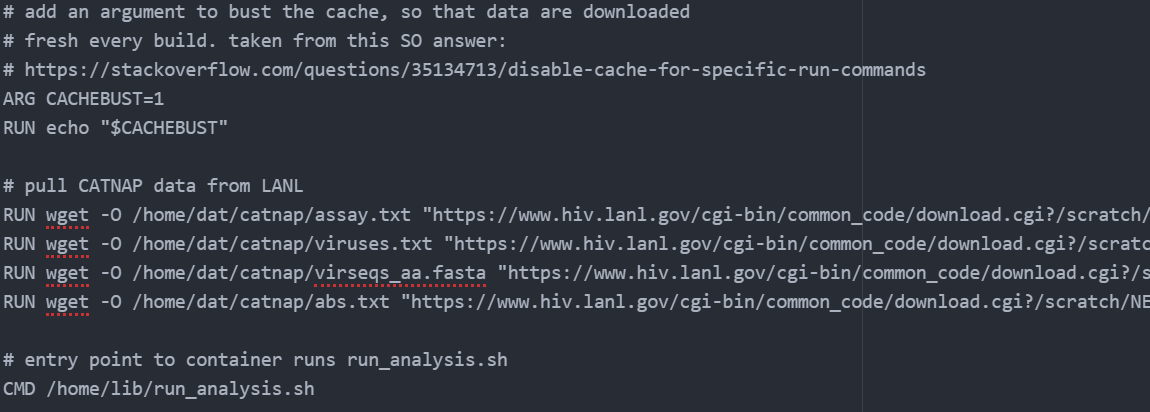 # add an argument to bust the cache, so that data are downloaded
# fresh every build. taken from this SO answer:
# https://stackoverflow.com/questions/35134713/disable-cache-for-specific-run-commands
ARG CACHEBUST=1
RUN echo "$CACHEBUST"
# pull CATNAP data from LANL
RUN wget -O /home/dat/catnap/assay.txt "https://www.hiv.lanl.gov/cgi-bin/common_code/download.cgi?/scratch/
RUN wget -O /home/dat/catnap/viruses.txt "https://www.hiv.lanl.gov/cgi-bin/common_code/download.cgi?/scratc
RUN wget -O /home/dat/catnap/virseqs_aa.fasta "https://www.hiv.lanl.gov/cgi-bin/common_code/download.cgi?/s
RUN wget -O /home/dat/catnap/abs.txt "https://www.hiv.lanl.gov/cgi-bin/common_code/download.cgi?/scratch/NE
# entry point to container runs run_analysis.sh
CMD /home/lib/run_analysis.sh